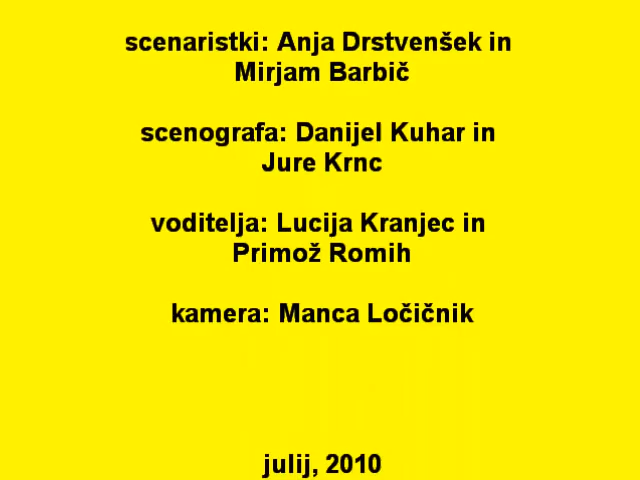 scenaristki: Anja Drstvenšek in
Mirjam Barbič
scenografa: Danijel Kuhar in
Jure Krnc
voditelja: Lucija Kranjec in
Primož Romih
kamera: Manca Ločičnik
julij, 2010